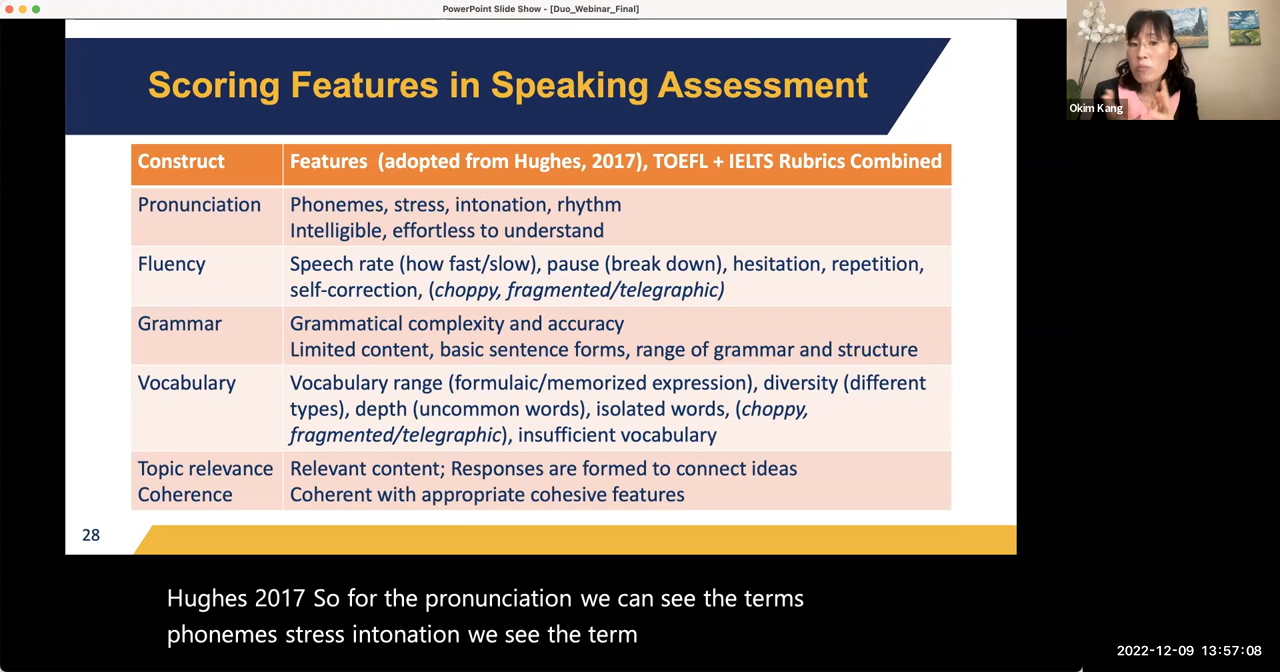 PowerPoint Slide Show - [Duo_Webinar_Final]
Scoring Features in Speaking Assessment
Construct
Features (adopted from Hughes, 2017), TOEFL + IELTS Rubrics Combined
Pronunciation
Phonemes, stress, intonation, rhythm
Intelligible, effortless to understand
Fluency
Speech rate (how fast/slow), pause (break down), hesitation, repetition,
self-correction, (choppy, fragmented/telegraphic)
Grammar
Grammatical complexity and accuracy
Limited content, basic sentence forms, range of grammar and structure
Vocabulary
Vocabulary range (formulaic/memorized expression), diversity (different
types), depth (uncommon words), isolated words, (choppy,
fragmented/telegraphic), insufficient vocabulary
Topic relevance
Coherence
Relevant content; Responses are formed to connect ideas
Coherent with appropriate cohesive features
28
Okim Kang
Hughes 2017 So for the pronunciation we can see the terms
phonemes stress intonation we see the term
2022-12-09 13:57:08